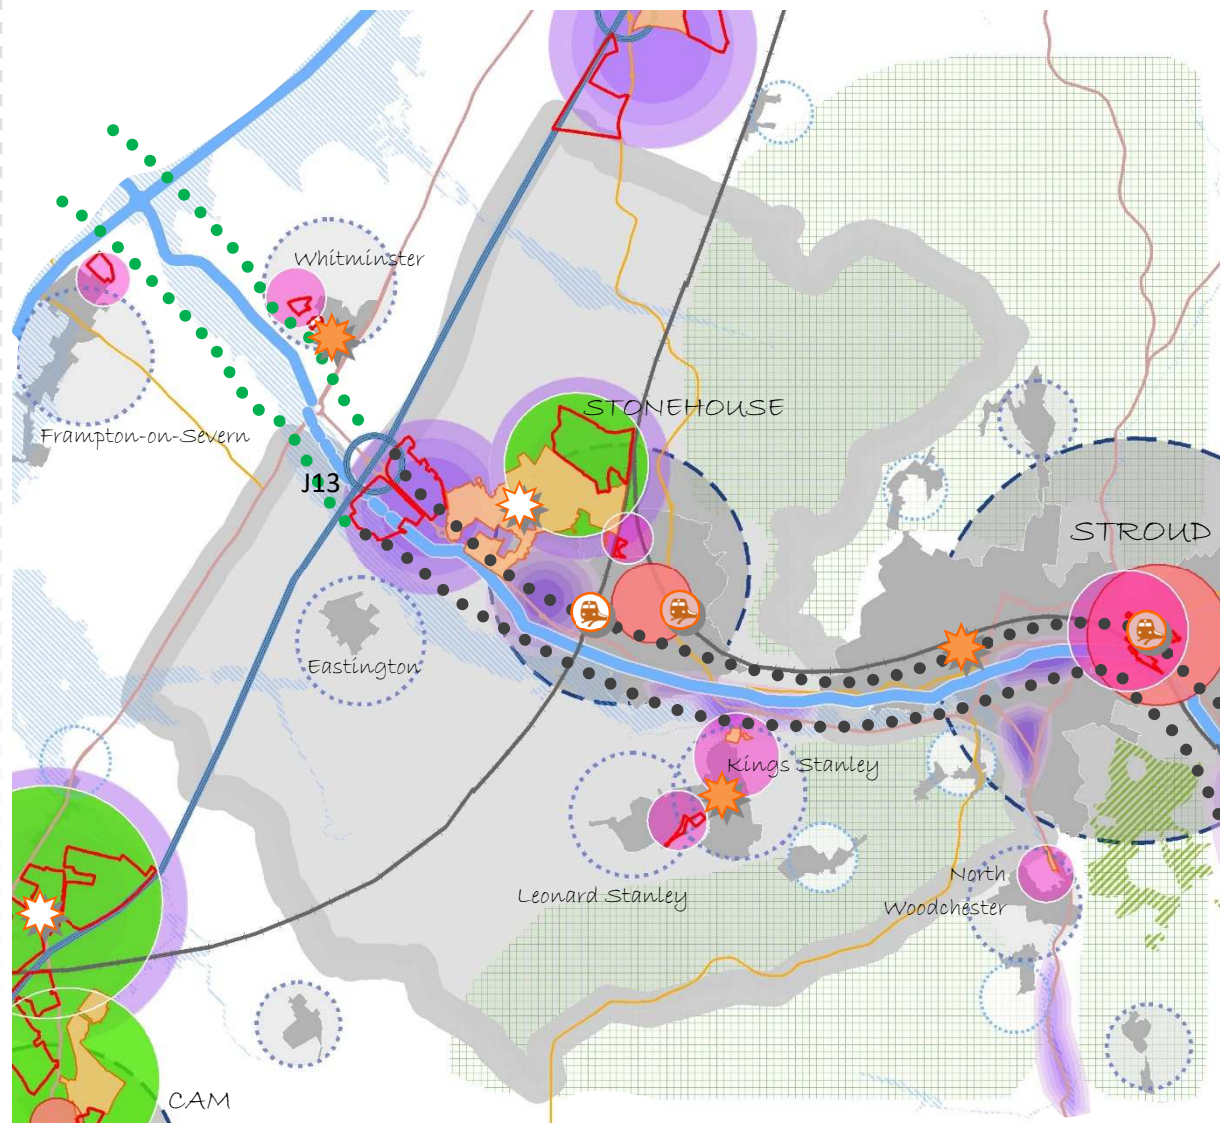 Whitminster
STONEHOUSE
Frampton-on-Severn
J13
STROUD
Eastington
Kings Stanley
Leonard Stanley
North
Woodchester
CAM